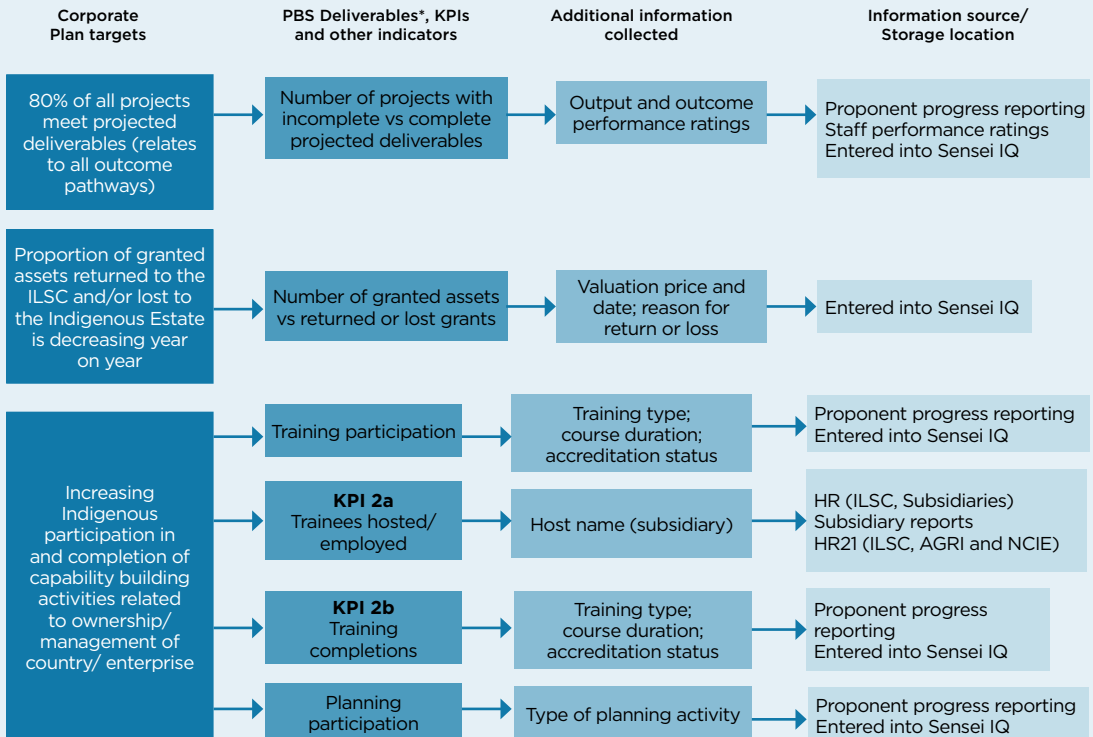 Corporate
Plan targets
PBS Deliverables*, KPIs
and other indicators
Additional information
collected
Information source/
Storage location
80% of all projects
meet projected
deliverables (relates
to all outcome
pathways)
Number of projects with
incomplete vs complete
projected deliverables
Output and outcome
performance ratings
Proponent progress reporting
Staff performance ratings
Entered into Sensei IQ
Proportion of granted
assets returned to the
ILSC and/or lost to
the Indigenous Estate
is decreasing year
on year
Number of granted assets
vs returned or lost grants
Valuation price and
date; reason for
return or loss
Entered into Sensei IQ
Increasing
Indigenous
participation in
and completion of
capability building
activities related
to ownership/
management of
country/ enterprise
Training participation
Training type;
course duration;
accreditation status
Proponent progress reporting
Entered into Sensei IQ
KPI 2a
Trainees hosted/
employed
Host name (subsidiary)
HR (ILSC, Subsidiaries)
Subsidiary reports
HR21 (ILSC, AGRI and NCIE)
KPI 2b
Training
completions
Training type;
course duration;
accreditation status
Proponent progress
reporting
Entered into Sensei IQ
Planning
participation
Type of planning activity
Proponent progress reporting
Entered into Sensei IQ